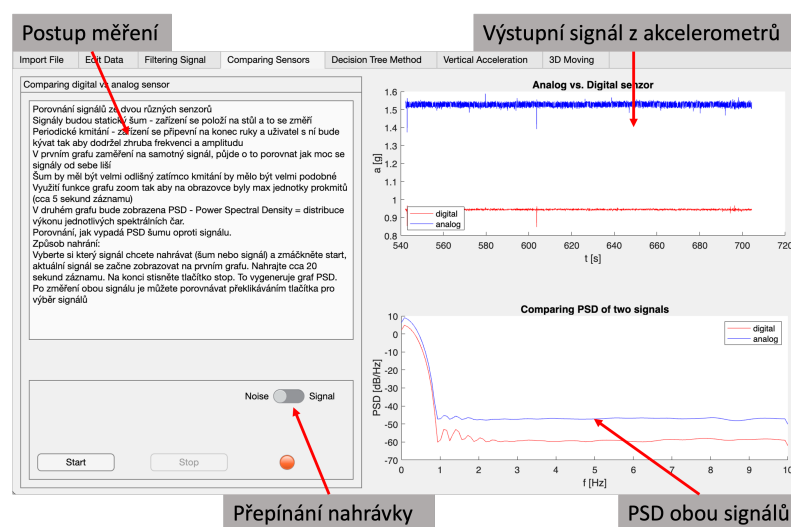 Postup měření
Výstupní signál z akcelerometrů
Import File Edit Data Filtering Signal Comparing Sensors Decision Tree Method Vertical Acceleration 3D Moving
Comparing digital vs analog sensor
Porovnání signálů ze dvou různých senzorů
Signály budou statický šum - zařízení se položí na stůl a to se změří
Periodické kmitání - zařízení se připevní na konec ruky a uživatel s ní bude
kývat tak aby dodržel zhruba frekvenci a amplitudu
V prvním grafu zaměření na samotný signál, půjde o to porovnat jak moc se
signály od sebe liší
Šum by měl být velmi odlišný zatímco kmitání by mělo být velmi podobné
Využití funkce grafu zoom tak aby na obrazovce byly max jednotky prokmitů
(cca 5 sekund záznamu)
V druhém grafu bude zobrazena PSD - Power Spectral Density = distribuce
výkonu jednotlivých spektrálních čar.
Porovnání, jak vypadá PSD šumu oproti signálu.
Způsob nahrání:
Vyberte si který signál chcete nahrávat (šum nebo signál) a zmáčkněte start,
aktuální signál se začne zobrazovat na prvním grafu. Nahrajte cca 20
sekund záznamu. Na konci stisněte tlačítko stop. To vygeneruje graf PSD.
Po změření obou signálu je můžete porovnávat překlikáváním tlačítka pro
výběr signálů
Noise Signal
Start Stop
Analog vs. Digital senzor
a [g]
1.6
1.5
1.4
1.3
1.2
1.1
1
0.9
0.8
digital
analog
540 560 580 600 620 640 660 680 700 720
t [s]
Comparing PSD of two signals
PSD [dB/Hz]
10
0
-10
-20
-30
-40
-50
-60
-70
digital
analog
0 1 2 3 4 5 6 7 8 9 10
f [Hz]
Přepínání nahrávky
PSD obou signálů